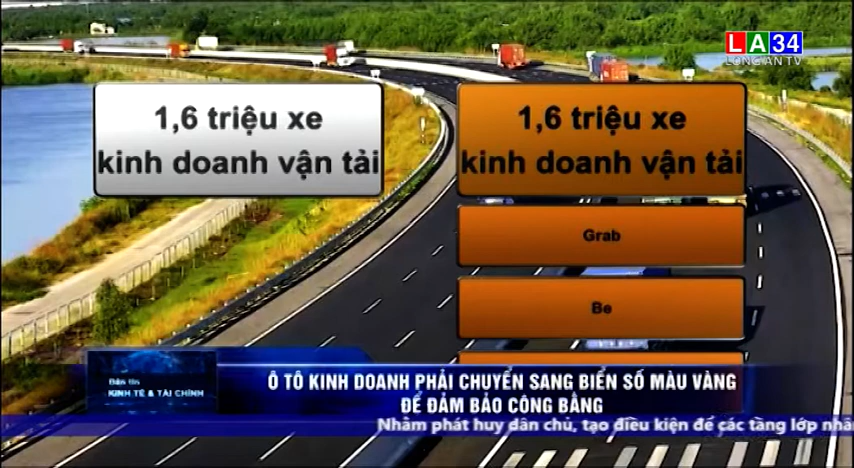 LA34
LONG AN TV
1,6 triệu xe
kinh doanh vận tải
1,6 triệu xe
kinh doanh vận tải
Grab
Be
Bản tin
KINH TẾ & TÀI CHÍNH
Ô TÔ KINH DOANH PHẢI CHUYỂN SANG BIỂN SỐ MÀU VÀNG
ĐỂ ĐẢM BẢO CÔNG BẰNG
Nhằm phát huy dân chủ, tạo điều kiện để các tầng lớp nhân